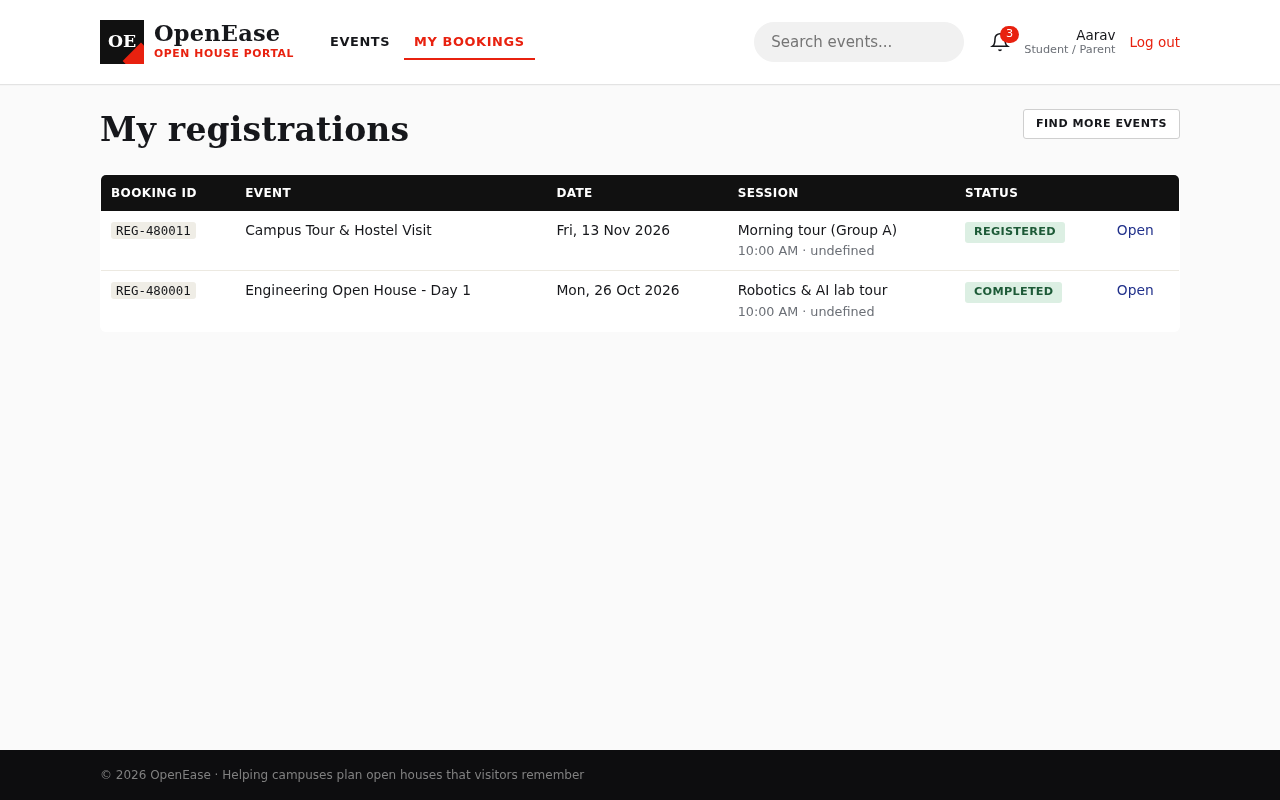 OE
OpenEase
OPEN HOUSE PORTAL
EVENTS
MY BOOKINGS
Search events...
3
Aarav
Student / Parent
Log out
My registrations
FIND MORE EVENTS
BOOKING ID EVENT DATE SESSION STATUS
REG-480011 Campus Tour & Hostel Visit Fri, 13 Nov 2026 Morning tour (Group A) REGISTERED Open
10:00 AM · undefined
REG-480001 Engineering Open House - Day 1 Mon, 26 Oct 2026 Robotics & AI lab tour COMPLETED Open
10:00 AM · undefined
© 2026 OpenEase · Helping campuses plan open houses that visitors remember